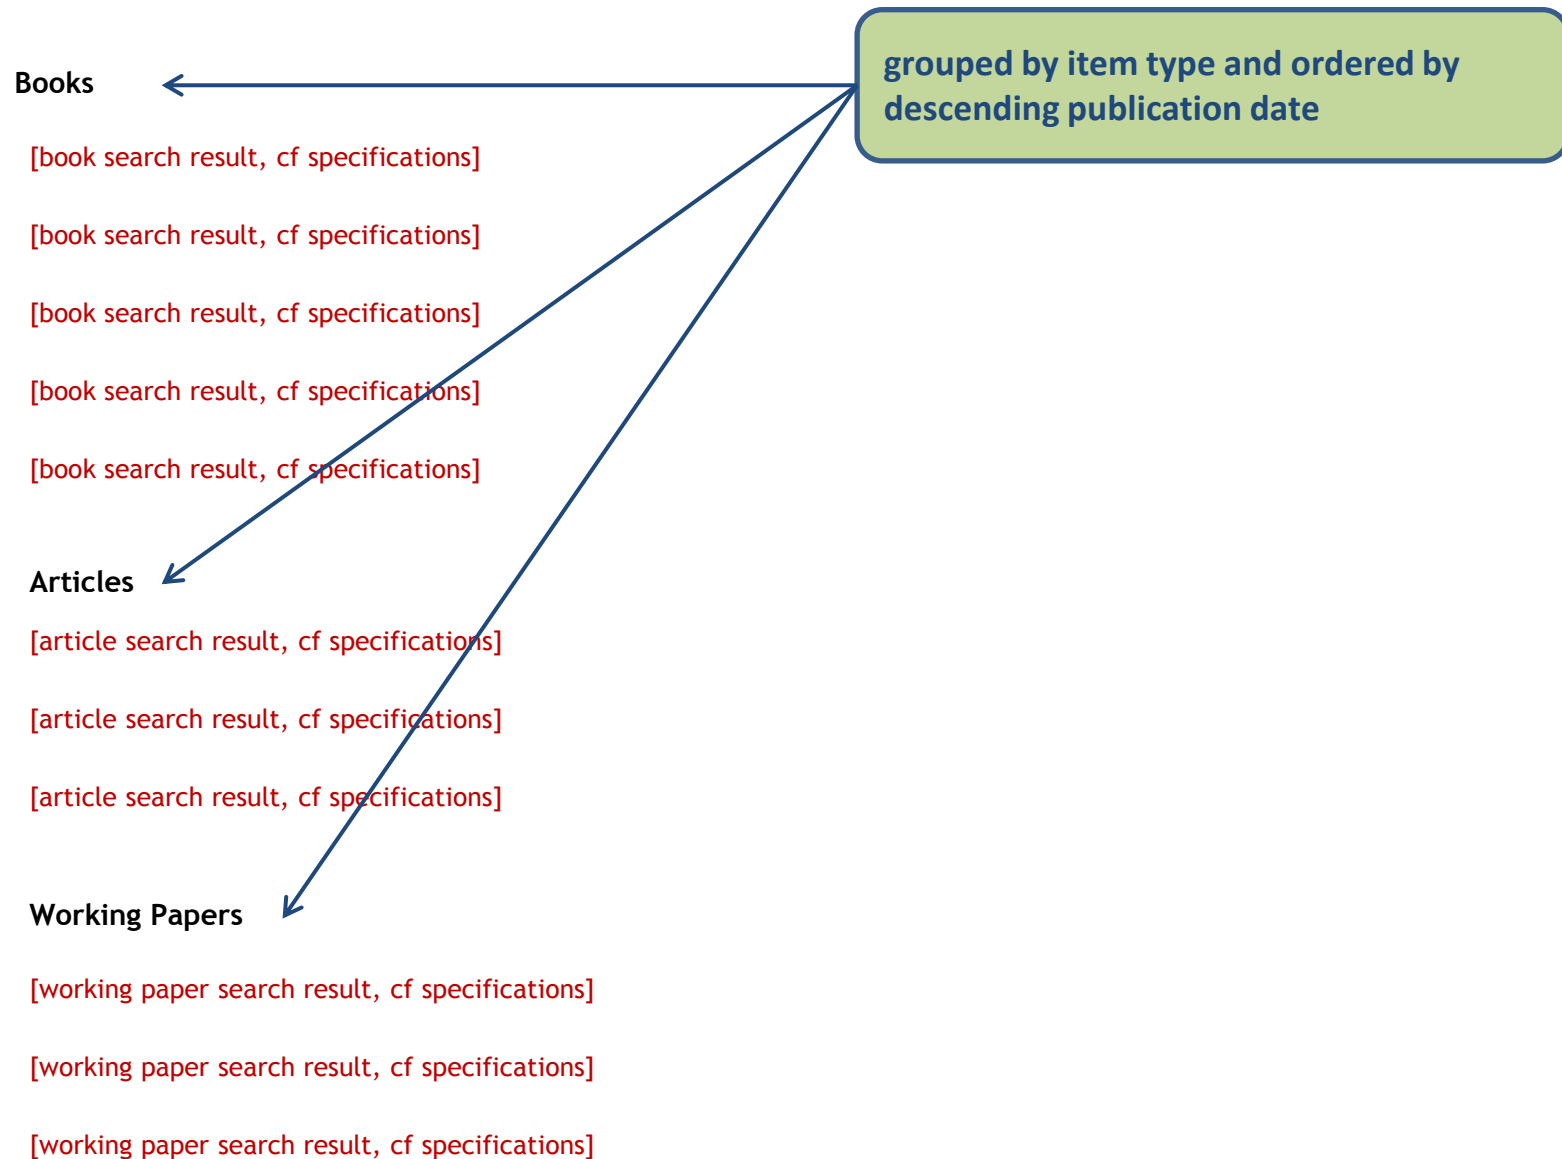 grouped by item type and ordered by
descending publication date
Books
[book search result, cf specifications]
[book search result, cf specifications]
[book search result, cf specifications]
[book search result, cf specifications]
[book search result, cf specifications]
Articles
[article search result, cf specifications]
[article search result, cf specifications]
[article search result, cf specifications]
Working Papers
[working paper search result, cf specifications]
[working paper search result, cf specifications]
[working paper search result, cf specifications]